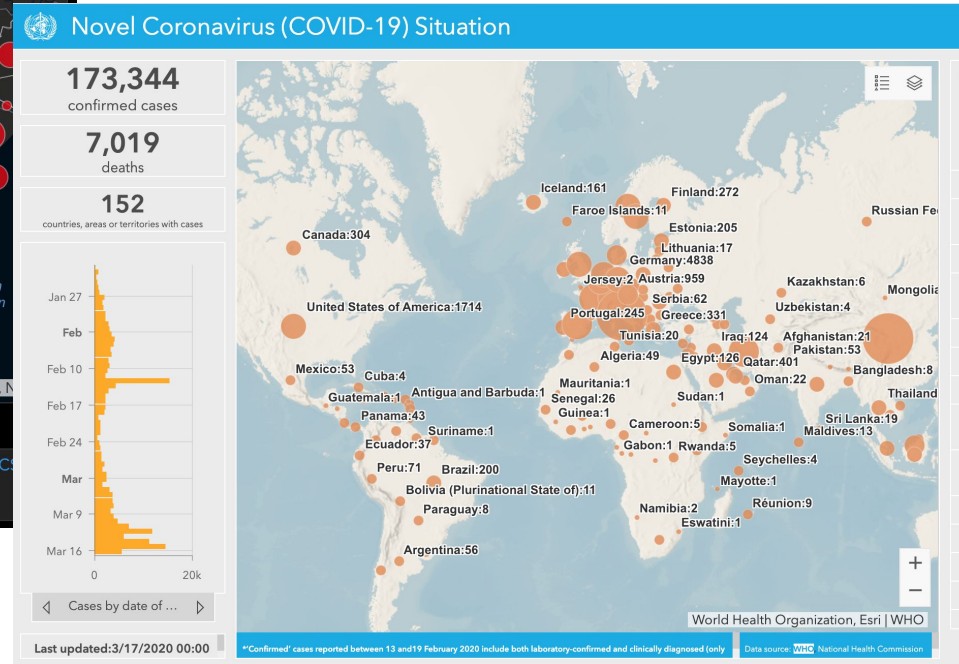 Novel Coronavirus (COVID-19) Situation
173,344
confirmed cases
7,019
deaths
152
countries, areas or territories with cases
Jan 27
Feb
Feb 10
Feb 17
Feb 24
Mar
Mar 9
Mar 16
0
20k
Cases by date of ...
Last updated:3/17/2020 00:00
Iceland:161
Finland:272
Faroe Islands:11
Russian Fe
Estonia:205
Canada:304
Lithuania:17
Germany:4838
Jersey:2
Austria:959
Kazakhstan:6
Mongolia
United States of America:1714
Serbia:62
Uzbekistan:4
Portugal:245
Greece:331
Tunisia:20
Iraq:124
Afghanistan:21
Algeria:49
Egypt:126
Qatar:401
Pakistan:53
Mexico:53
Cuba:4
Mauritania:1
Oman:22
Bangladesh:8
Guatemala:1
Antigua and Barbuda:1
Senegal:26
Sudan:1
Thailand
Panama:43
Guinea:1
Suriname:1
Cameroon:5
Somalia:1
Sri Lanka:19
Maldives:13
Ecuador:37
Gabon:1
Rwanda:5
Peru:71
Brazil:200
Seychelles:4
Bolivia (Plurinational State of):11
Mayotte:1
Paraguay:8
Namibia:2
Réunion:9
Eswatini:1
Argentina:56
+
−
World Health Organization, Esri | WHO
*'Confirmed' cases reported between 13 and19 February 2020 include both laboratory-confirmed and clinically diagnosed (only
Data source: WHO, National Health Commission